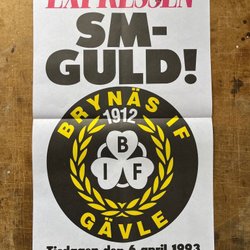 EXPRESSEN
SM-
GULD!
BRYNÄS IF
1912
B
I F
GÄVLE
Tisdagen den 6 april 1993